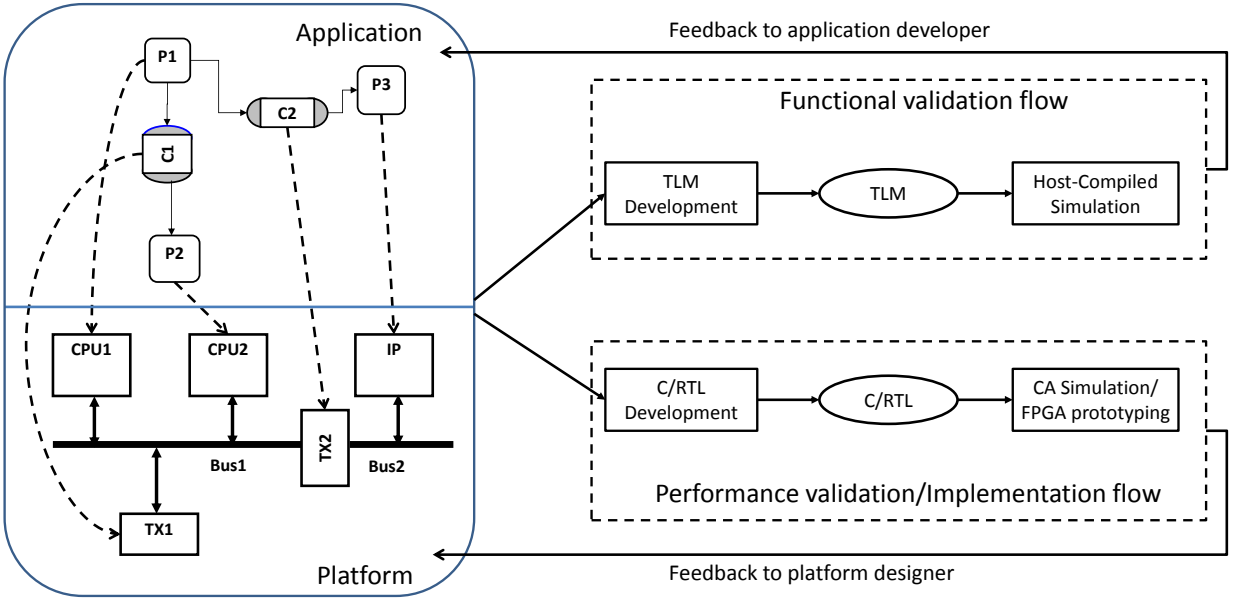 Application
P1
C2
P3
C1
P2
CPU1
CPU2
IP
TX2
Bus1
Bus2
TX1
Platform
Feedback to application developer
Functional validation flow
TLM
Development
TLM
Host-Compiled
Simulation
C/RTL
Development
C/RTL
CA Simulation/
FPGA prototyping
Performance validation/Implementation flow
Feedback to platform designer